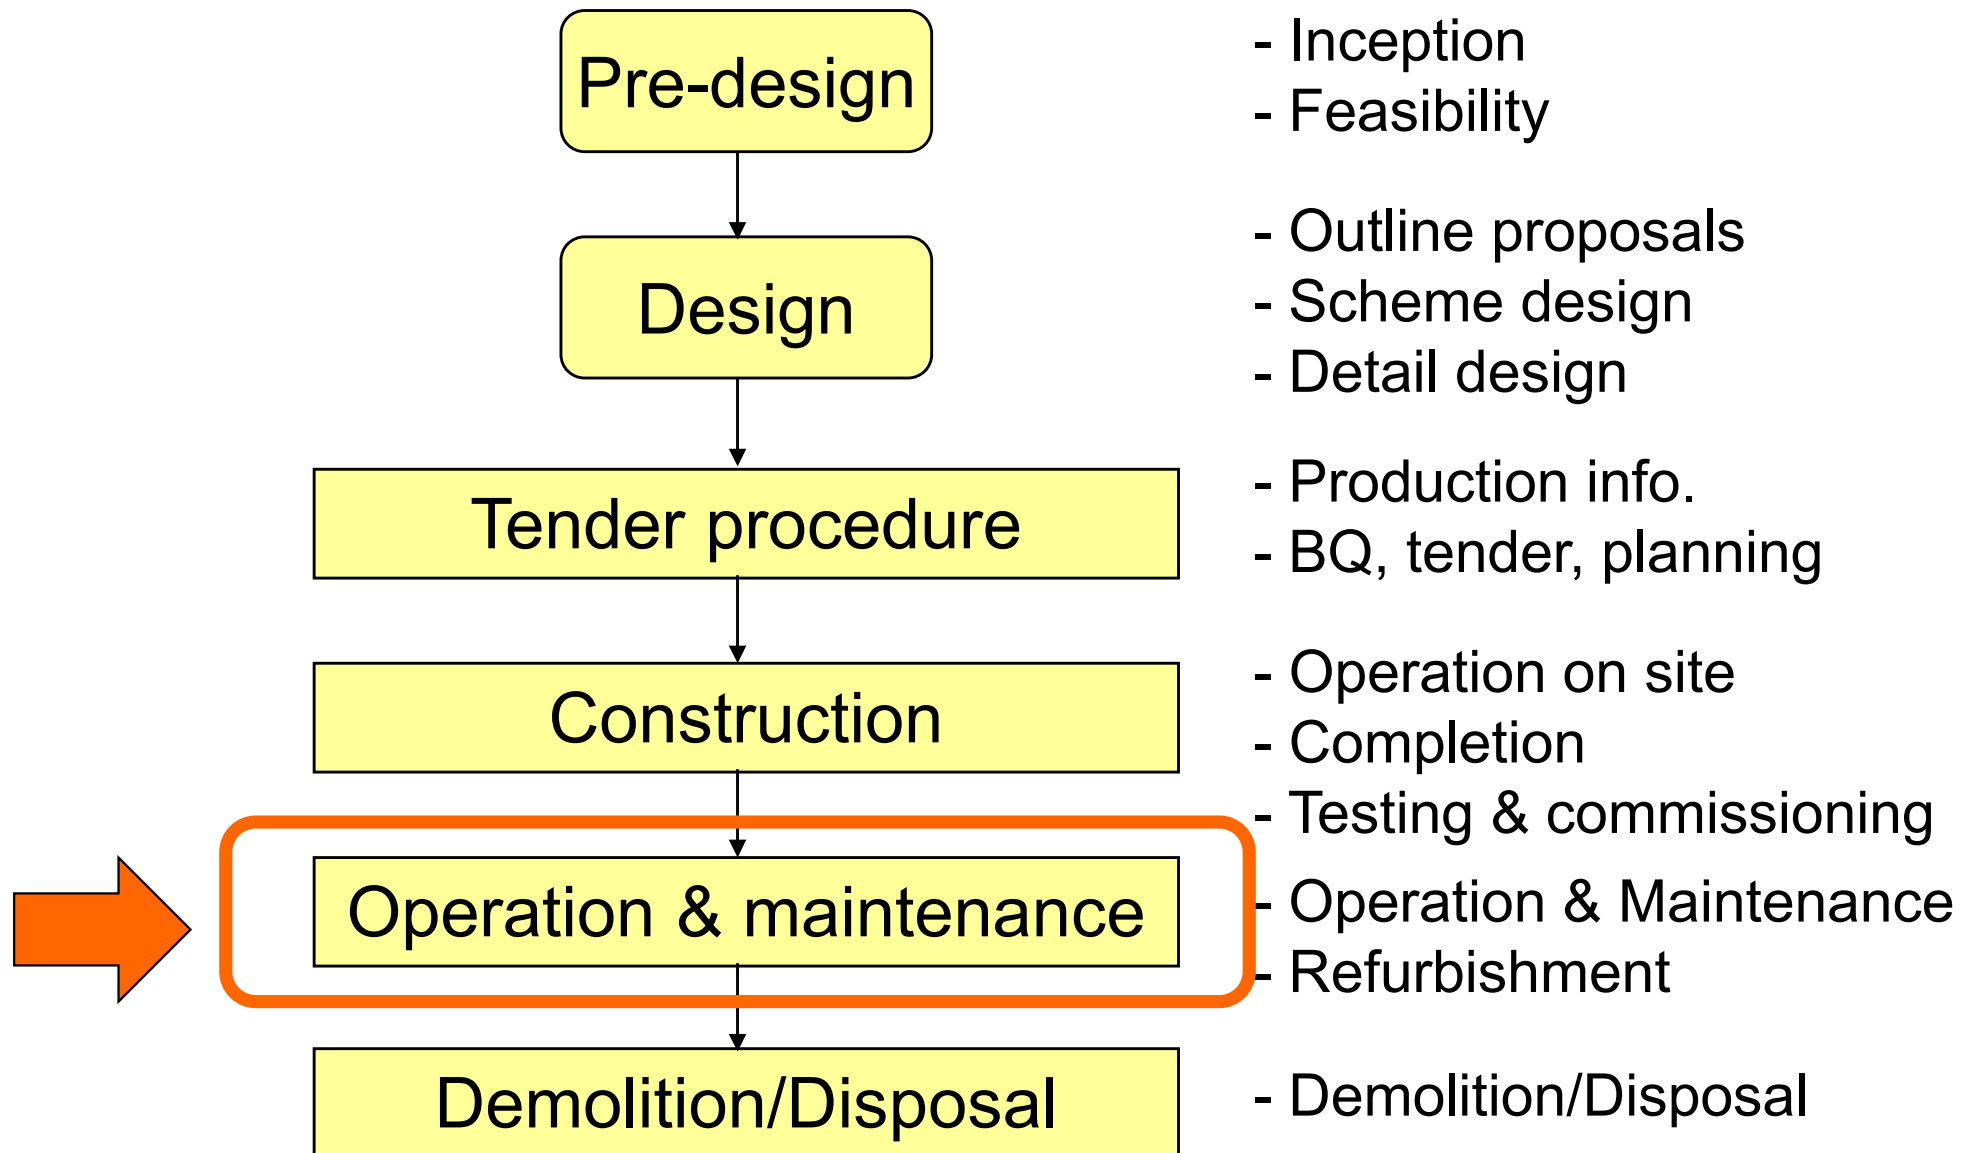 Pre-design
- Inception
- Feasibility
Design
- Outline proposals
- Scheme design
- Detail design
Tender procedure
- Production info.
- BQ, tender, planning
Construction
- Operation on site
- Completion
- Testing & commissioning
Operation & maintenance
- Operation & Maintenance
- Refurbishment
Demolition/Disposal
- Demolition/Disposal